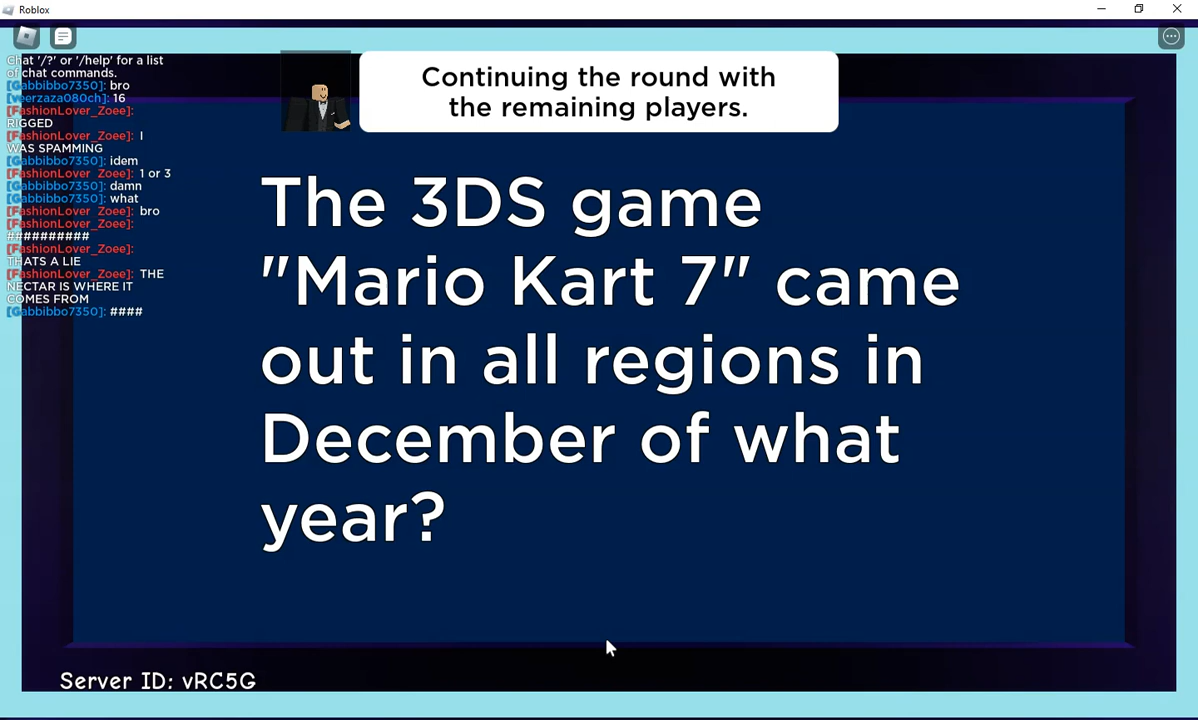 Roblox
Chat '/?' or '/help' for a list
of chat commands.
[Gabbibbo7350]: bro
[veerzaza080ch]: 16
[FashionLover_Zoee]:
RIGGED
[FashionLover_Zoee]: I
WAS SPAMMING
[Gabbibbo7350]: idem
[FashionLover_Zoee]: 1 or 3
[Gabbibbo7350]: damn
[Gabbibbo7350]: what
[FashionLover_Zoee]: bro
[FashionLover_Zoee]:
##########
[FashionLover_Zoee]:
THATS A LIE
[FashionLover_Zoee]: THE
NECTAR IS WHERE IT
COMES FROM
[Gabbibbo7350]: ####
Continuing the round with
the remaining players.
The 3DS game
"Mario Kart 7" came
out in all regions in
December of what
year?
Server ID: vRC5G